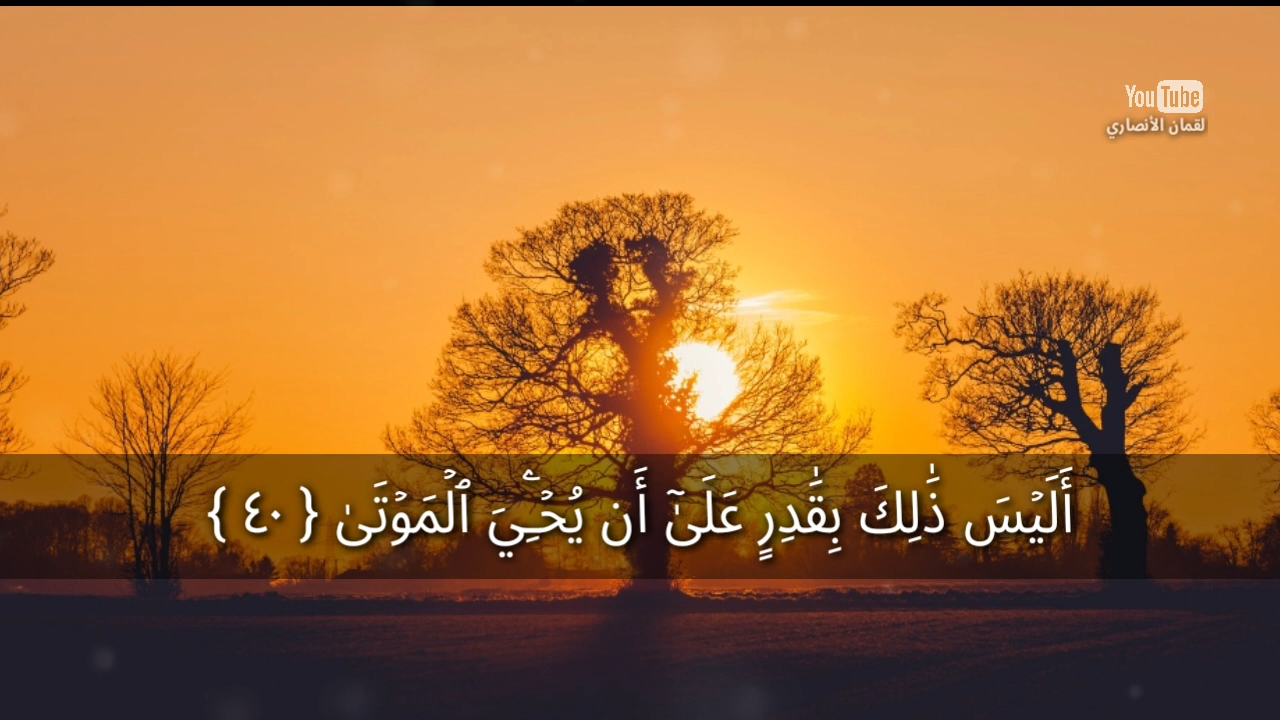 YouTube
لقمان الأنصاري
أَلَيْسَ ذَٰلِكَ بِقَٰدِرٍ عَلَىٰٓ أَن يُحْـِۧيَ ٱلْمَوْتَىٰ { ٤٠ }